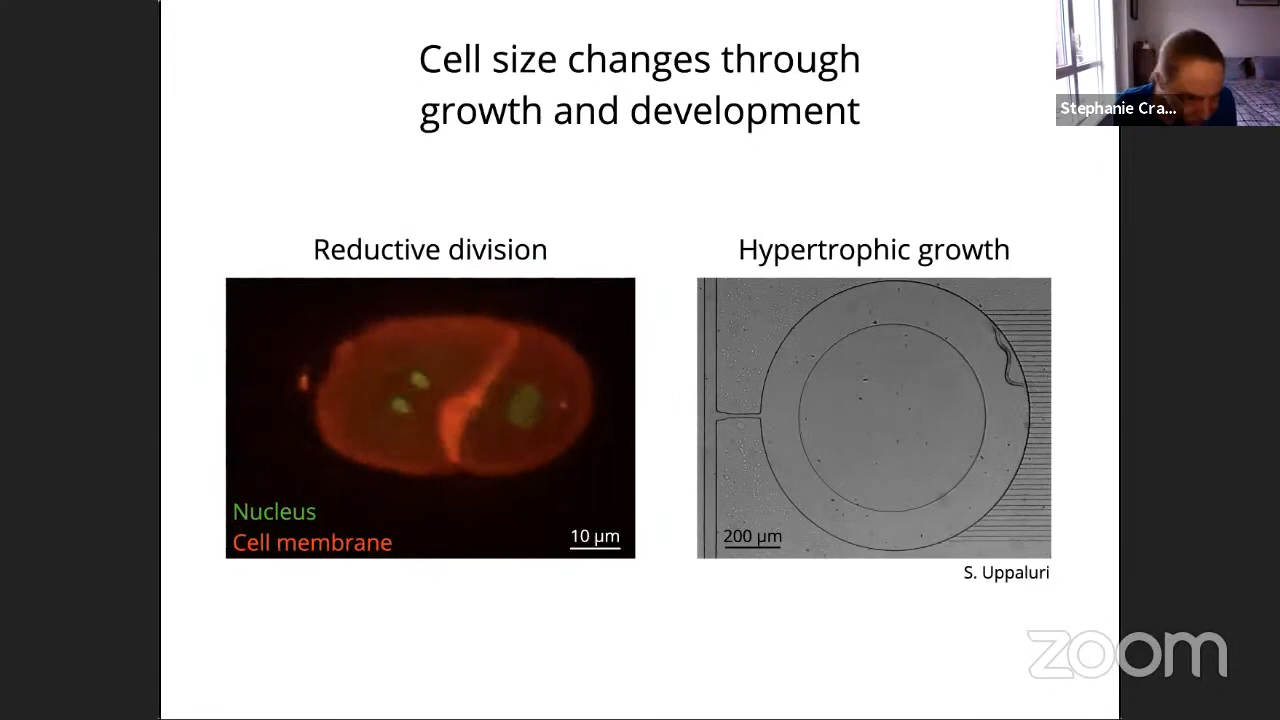 Cell size changes through
growth and development
Stephanie Cra...
Reductive division
Hypertrophic growth
Nucleus
Cell membrane
10 µm
200 µm
S. Uppaluri
zoom